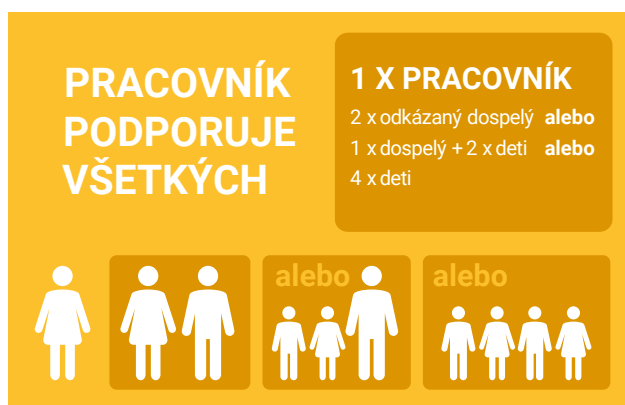 PRACOVNÍK
PODPORUJE
VŠETKÝCH
1 X PRACOVNÍK
2 x odkázaný dospelý alebo
1 x dospelý + 2 x deti alebo
4 x deti
alebo
alebo